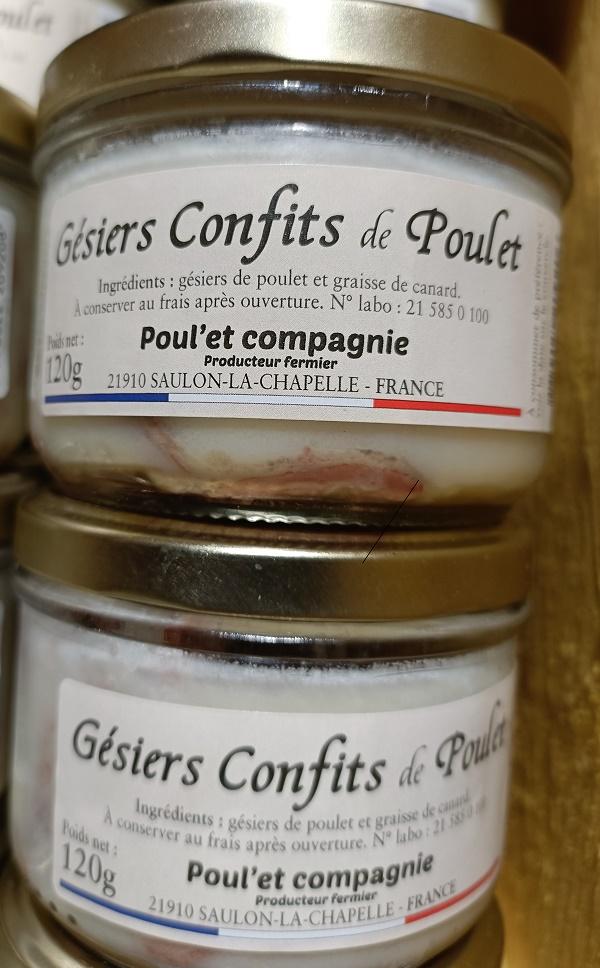 Gésiers Confits de Poulet
Ingrédients : gésiers de poulet et graisse de canard.
À conserver au frais après ouverture. N° labo : 21 585 0 100
Poids net :
120g
Poul'et compagnie
Producteur fermier
21910 SAULON-LA-CHAPELLE - FRANCE
Gésiers Confits de Poulet
Ingrédients : gésiers de poulet et graisse de canard.
À conserver au frais après ouverture. N° labo : 21 585 0
Poids net :
120g
Poul'et compagnie
Producteur fermier
21910 SAULON-LA-CHAPELLE - FRANCE